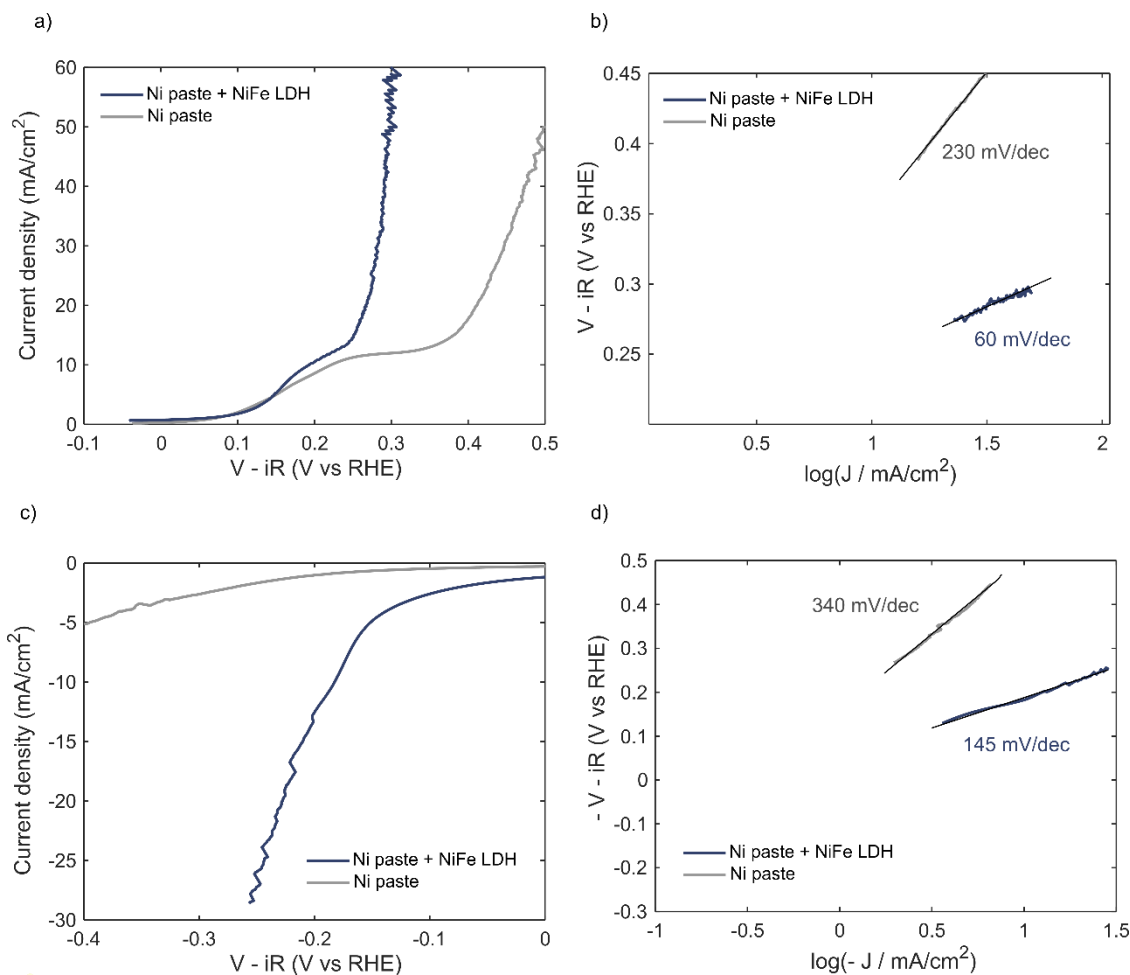 a)
60
50
40
30
20
10
0
-0.1
0
0.1
0.2
0.3
0.4
0.5
Current density (mA/cm²)
V - iR (V vs RHE)
Ni paste + NiFe LDH
Ni paste
b)
0.45
0.4
0.35
0.3
0.25
0.5
1
1.5
2
V - iR (V vs RHE)
log(J / mA/cm²)
Ni paste + NiFe LDH
Ni paste
230 mV/dec
60 mV/dec
c)
0
-5
-10
-15
-20
-25
-30
-0.4
-0.3
-0.2
-0.1
0
Current density (mA/cm²)
V - iR (V vs RHE)
Ni paste + NiFe LDH
Ni paste
d)
0.5
0.4
0.3
0.2
0.1
0
-0.1
-0.2
-0.3
-1
-0.5
0
0.5
1
1.5
- V - iR (V vs RHE)
log(- J / mA/cm²)
340 mV/dec
145 mV/dec
Ni paste + NiFe LDH
Ni paste